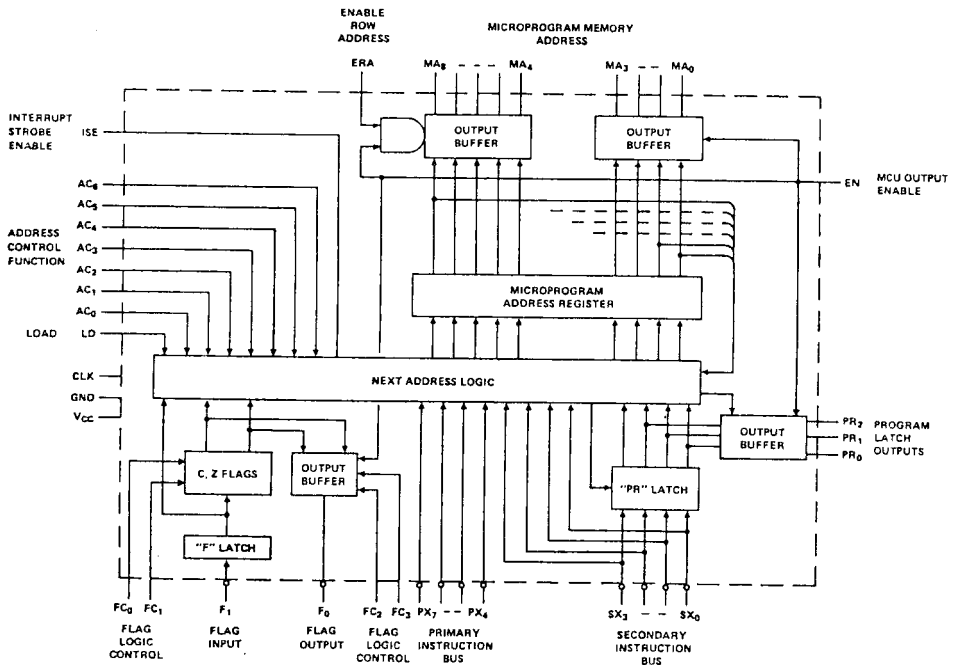 ENABLE
ROW
ADDRESS
MICROPROGRAM MEMORY
ADDRESS
ERA
MA8
MA4
MA3
MA0
INTERRUPT
STROBE
ENABLE
ISE
OUTPUT
BUFFER
OUTPUT
BUFFER
EN
MCU OUTPUT
ENABLE
AC6
AC5
AC4
ADDRESS
CONTROL
FUNCTION
AC3
AC2
AC1
AC0
MICROPROGRAM
ADDRESS REGISTER
LOAD
LD
CLK
GND
VCC
NEXT ADDRESS LOGIC
C, Z FLAGS
OUTPUT
BUFFER
"PR" LATCH
OUTPUT
BUFFER
PR2
PR1
PR0
PROGRAM
LATCH
OUTPUTS
"F" LATCH
FC0
FC1
FLAG
LOGIC
CONTROL
F1
FLAG
INPUT
F0
FLAG
OUTPUT
FC2
FC3
FLAG
LOGIC
CONTROL
PX7
PX4
PRIMARY
INSTRUCTION
BUS
SX3
SX0
SECONDARY
INSTRUCTION
BUS